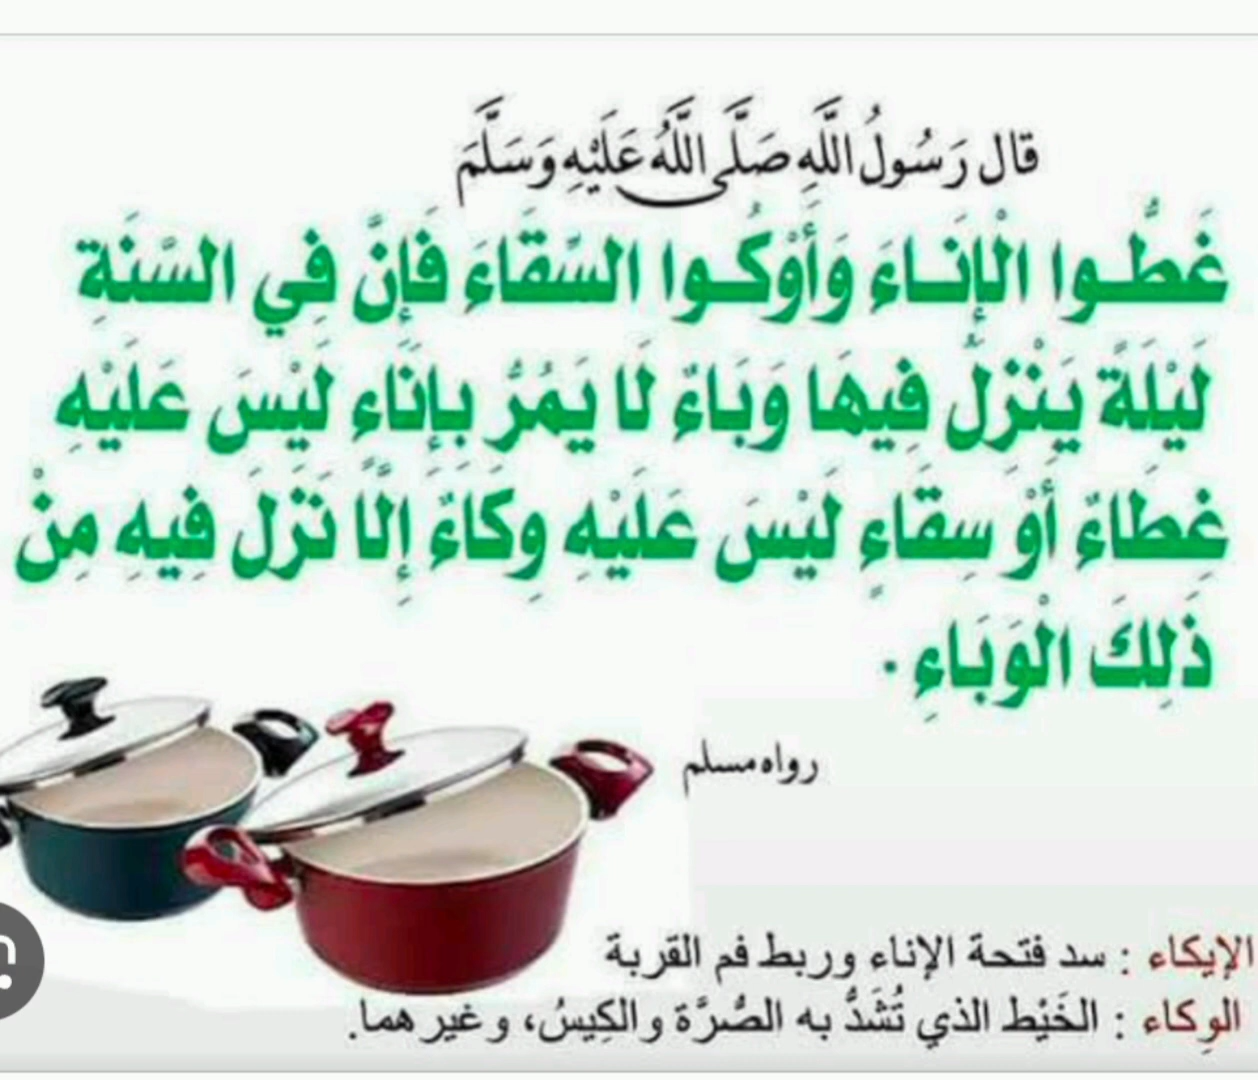 قال رَسُولُ اللَّهِ صَلَّى اللَّهُ عَلَيْهِ وَسَلَّمَ
غَطُّوا الْإِنَاءَ وَأَوْكُوا السِّقَاءَ فَإِنَّ فِي السَّنَةِ
لَيْلَةً يَنْزِلُ فِيهَا وَبَاءٌ لَا يَمُرُّ بِإِنَاءٍ لَيْسَ عَلَيْهِ
غِطَاءٌ أَوْ سِقَاءٍ لَيْسَ عَلَيْهِ وِكَاءٌ إِلَّا نَزَلَ فِيهِ مِنْ
ذَلِكَ الْوَبَاءِ .
رواه مسلم
الإيكاء : سد فتحة الإناء وربط فم القربة
الوِكاء : الخَيْط الذي تُشَدُّ به الصُّرَّة والكِيسُ، وغيرهما.